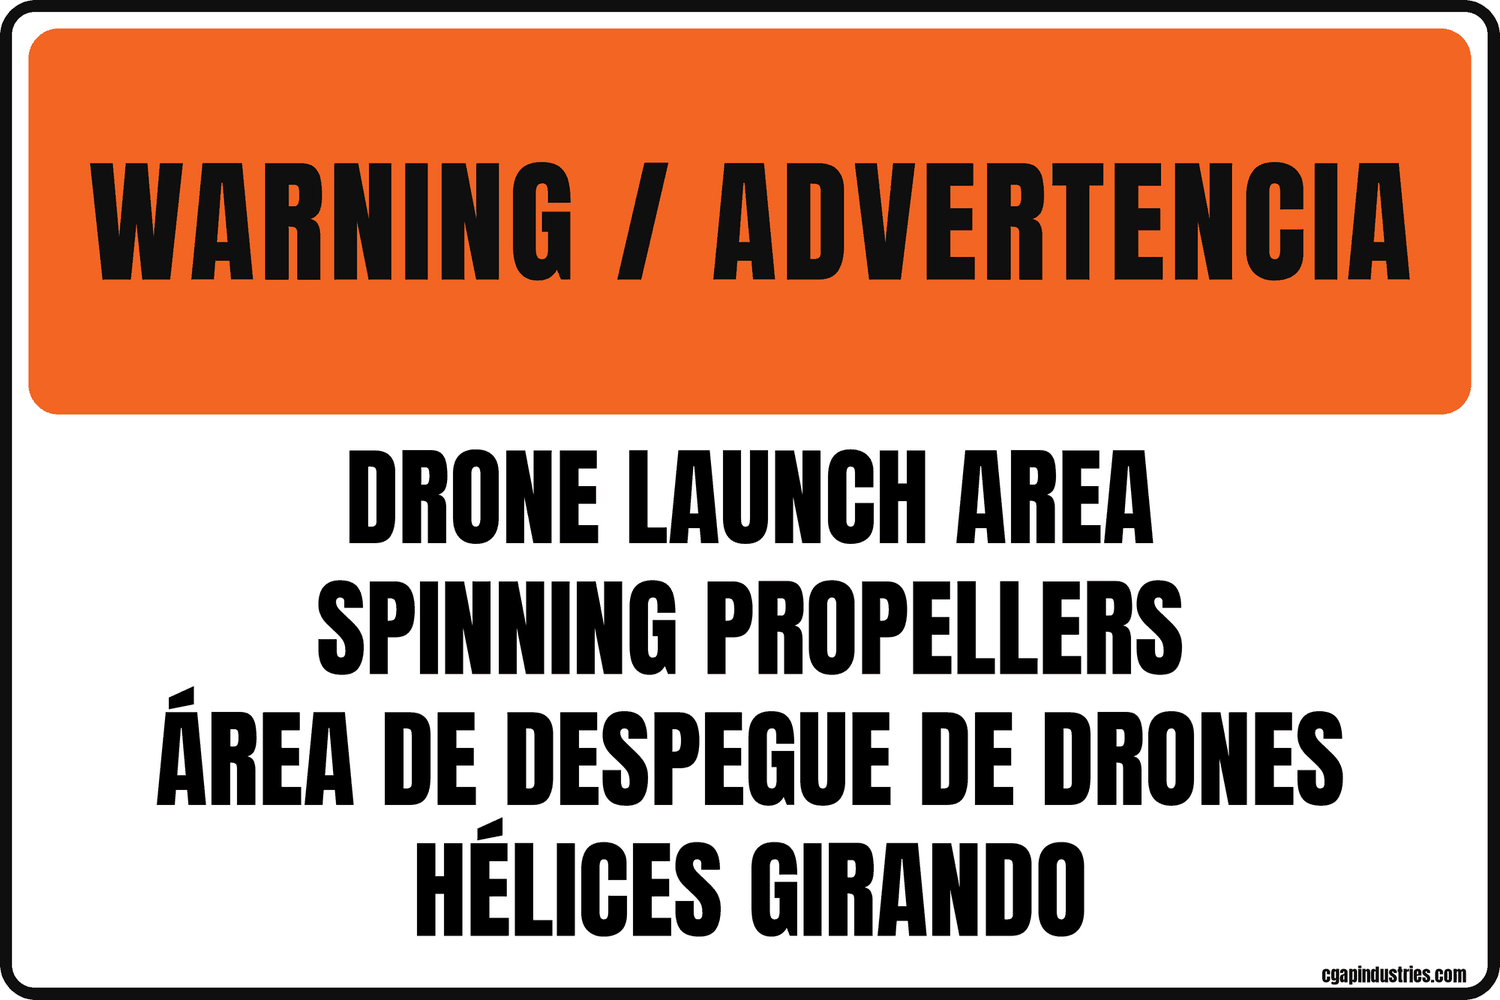 WARNING / ADVERTENCIA
DRONE LAUNCH AREA
SPINNING PROPELLERS
ÁREA DE DESPEGUE DE DRONES
HÉLICES GIRANDO
cgapindustries.com